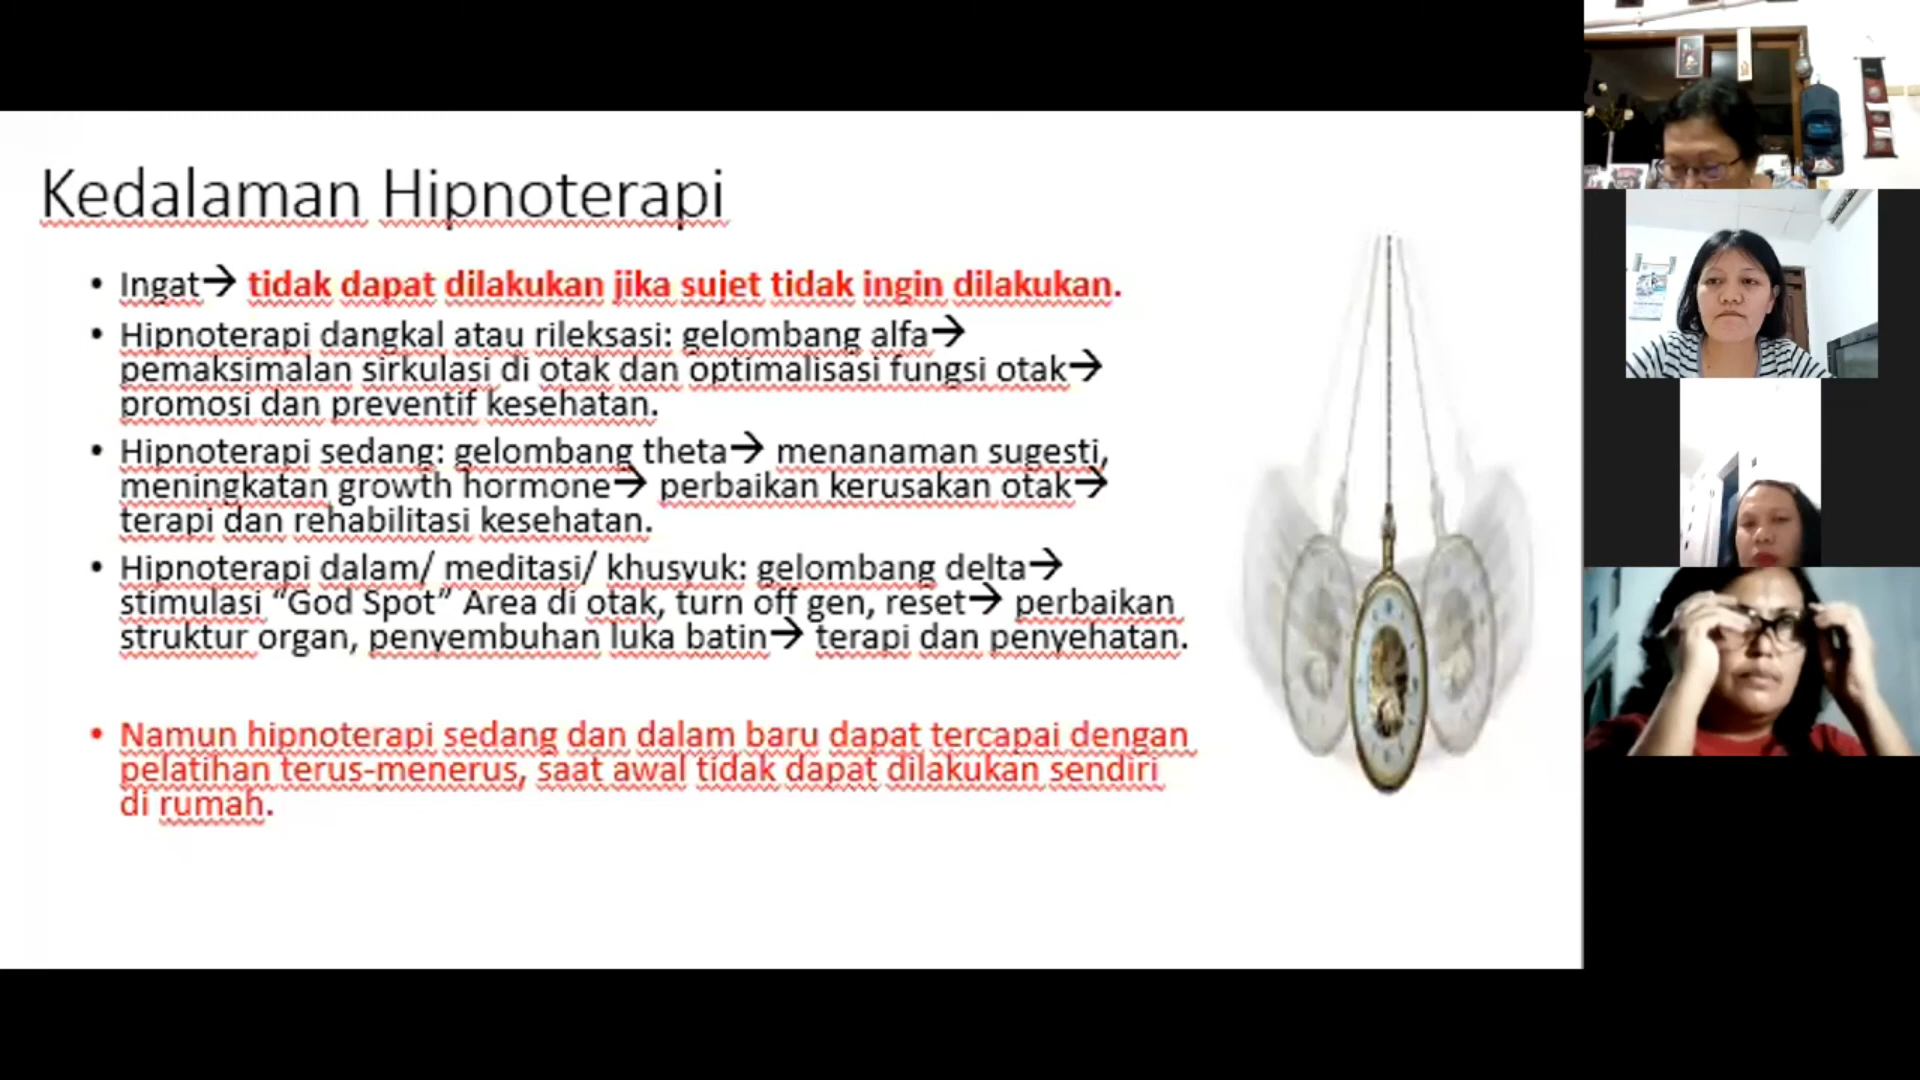 Kedalaman Hipnoterapi
• Ingat→ tidak dapat dilakukan jika sujet tidak ingin dilakukan.
• Hipnoterapi dangkal atau rileksasi: gelombang alfa→
pemaksimalan sirkulasi di otak dan optimalisasi fungsi otak→
promosi dan preventif kesehatan.
• Hipnoterapi sedang: gelombang theta→ menanaman sugesti,
meningkatan growth hormone→ perbaikan kerusakan otak→
terapi dan rehabilitasi kesehatan.
• Hipnoterapi dalam/ meditasi/ khusyuk: gelombang delta→
stimulasi “God Spot” Area di otak, turn off gen, reset→ perbaikan
struktur organ, penyembuhan luka batin→ terapi dan penyehatan.
• Namun hipnoterapi sedang dan dalam baru dapat tercapai dengan
pelatihan terus-menerus, saat awal tidak dapat dilakukan sendiri
di rumah.